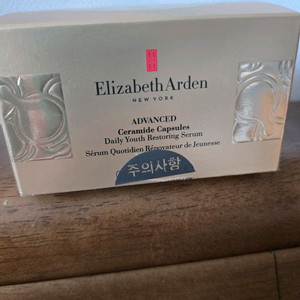 Elizabeth Arden
NEW YORK
ADVANCED
Ceramide Capsules
Daily Youth Restoring Serum
Sérum Quotidien Rénovateur de Jeunesse
주의사항